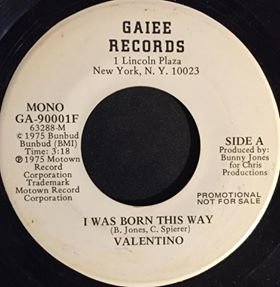 GAIEE
RECORDS
1 Lincoln Plaza
New York, N. Y. 10023
MONO
GA-90001F
63288-M
© 1975 Bunbud
Bunbud (BMI)
Time: 3:18
℗ 1975 Motown
Record
Corporation
Trademark
Motown Record
Corporation
SIDE A
Produced by:
Bunny Jones
for Chris
Productions
PROMOTIONAL
NOT FOR SALE
I WAS BORN THIS WAY
(B. Jones, C. Spierer)
VALENTINO